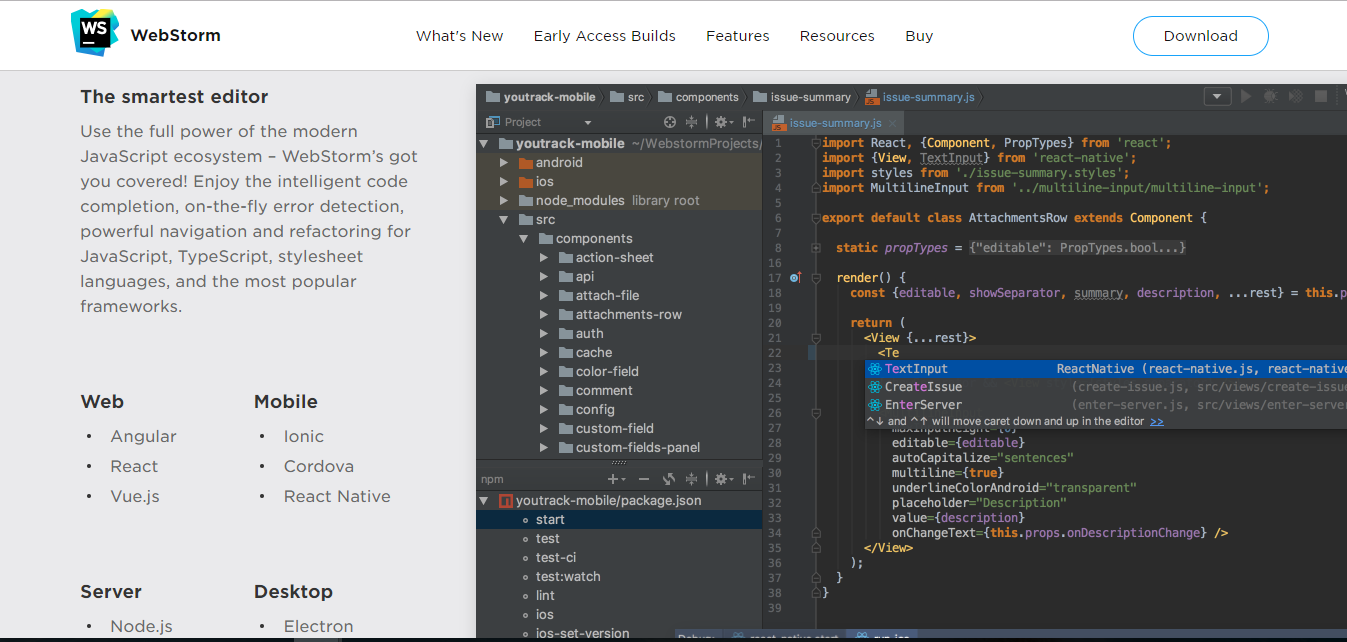 WS
WebStorm
What's New
Early Access Builds
Features
Resources
Buy
Download
The smartest editor
Use the full power of the modern
JavaScript ecosystem – WebStorm's got
you covered! Enjoy the intelligent code
completion, on-the-fly error detection,
powerful navigation and refactoring for
JavaScript, TypeScript, stylesheet
languages, and the most popular
frameworks.
Web
• Angular
• React
• Vue.js
Mobile
• Ionic
• Cordova
• React Native
Server
• Node.js
Desktop
• Electron
youtrack-mobile src components issue-summary issue-summary.js
Project
youtrack-mobile ~/WebstormProjects/
android
ios
node_modules library root
src
components
action-sheet
api
attach-file
attachments-row
auth
cache
color-field
comment
config
custom-field
custom-fields-panel
npm
youtrack-mobile/package.json
start
test
test-ci
test:watch
lint
ios
ios-set-version
issue-summary.js
1 import React, {Component, PropTypes} from 'react';
2 import {View, TextInput} from 'react-native';
3 import styles from './issue-summary.styles';
4 import MultilineInput from '../multiline-input/multiline-input';
5
6 export default class AttachmentsRow extends Component {
7
8 static propTypes = {"editable": PropTypes.bool...}
16
17 render() {
18 const {editable, showSeparator, summary, description, ...rest} = this.p
19
20 return (
21 <View {...rest}>
22 <Te
23 TextInput ReactNative (react-native.js, react-native
24 CreateIssue (create-issue.js, src/views/create-issue
25
26 EnterServer (enter-server.js, src/views/enter-server
^↓ and ^↑ will move caret down and up in the editor >>
27 maxInputHeight={0}
28 editable={editable}
29 autoCapitalize="sentences"
30 multiline={true}
31 underlineColorAndroid="transparent"
32 placeholder="Description"
33 value={description}
34 onChangeText={this.props.onDescriptionChange} />
35 </View>
36 );
37 }
38 }
39
Debug: react-native start run-ios